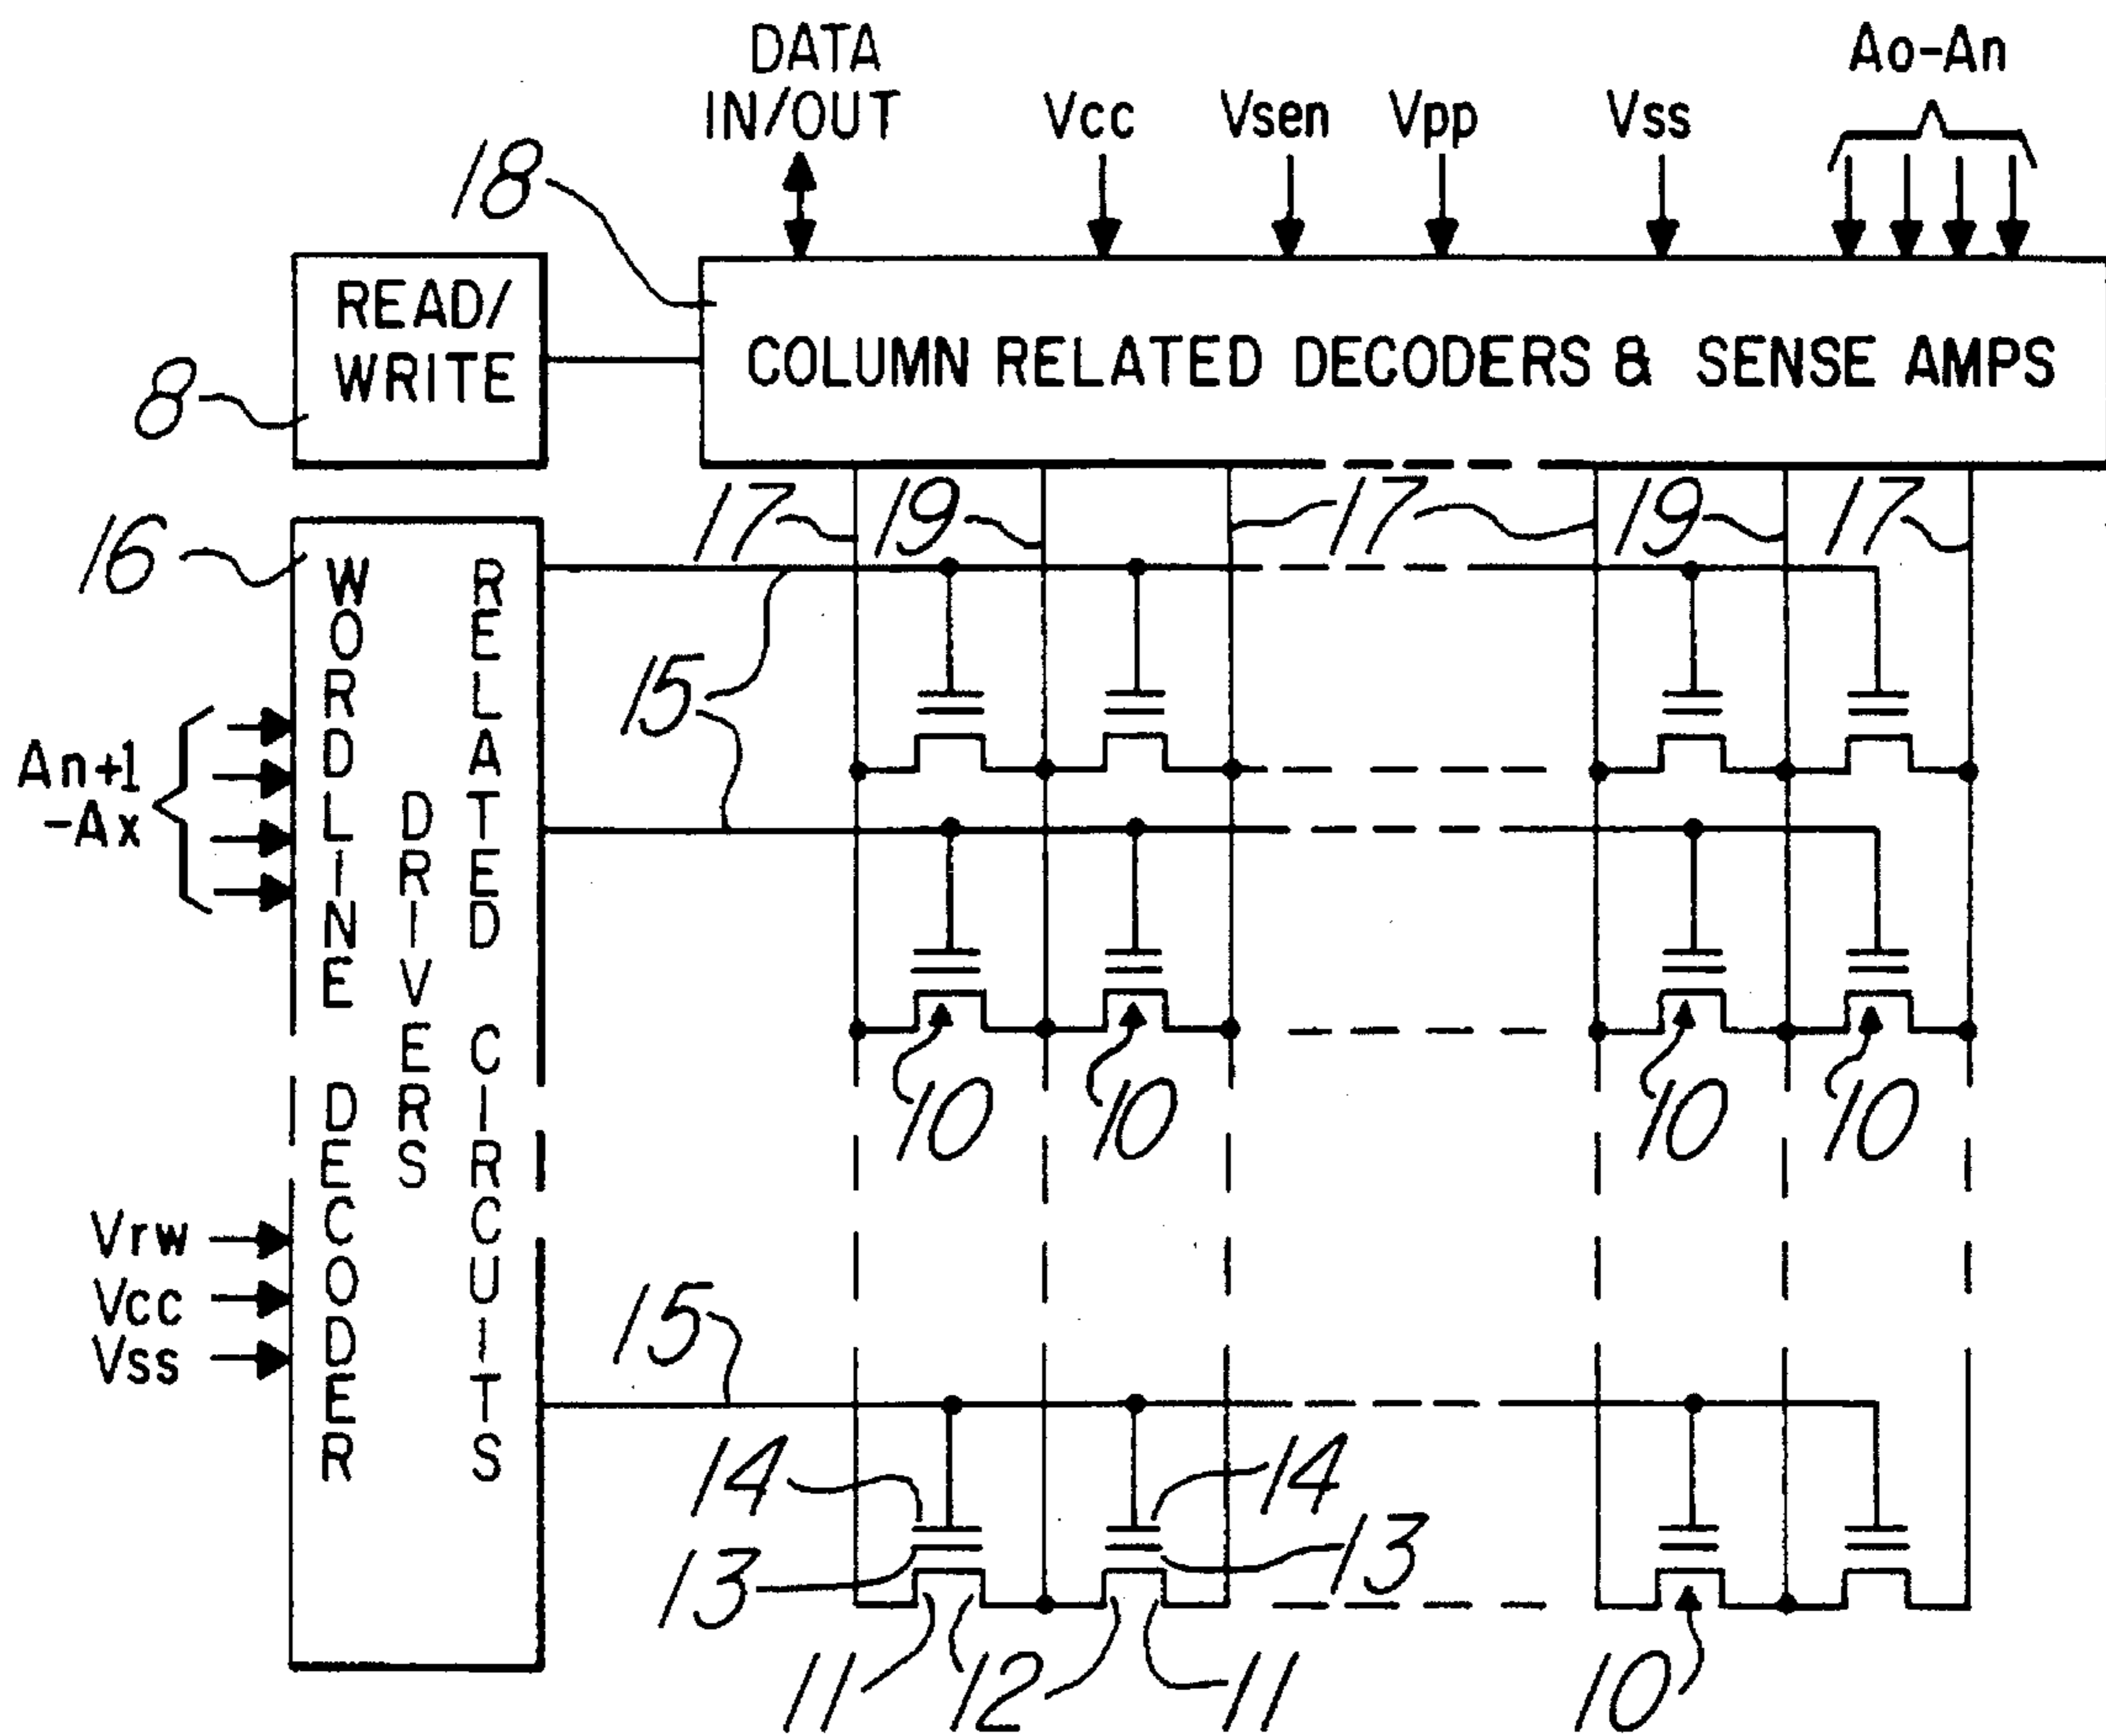 DATA
IN/OUT
Vcc
Vsen
Vpp
Vss
Ao-An
18
READ/
WRITE
8
COLUMN RELATED DECODERS & SENSE AMPS
17
19
17
19
17
16
WORDLINE DECODER
DRIVERS
RELATED CIRCUITS
15
An+1
-Ax
10
10
10
10
Vrw
Vcc
Vss
15
14
14
13
13
11
12
11
10